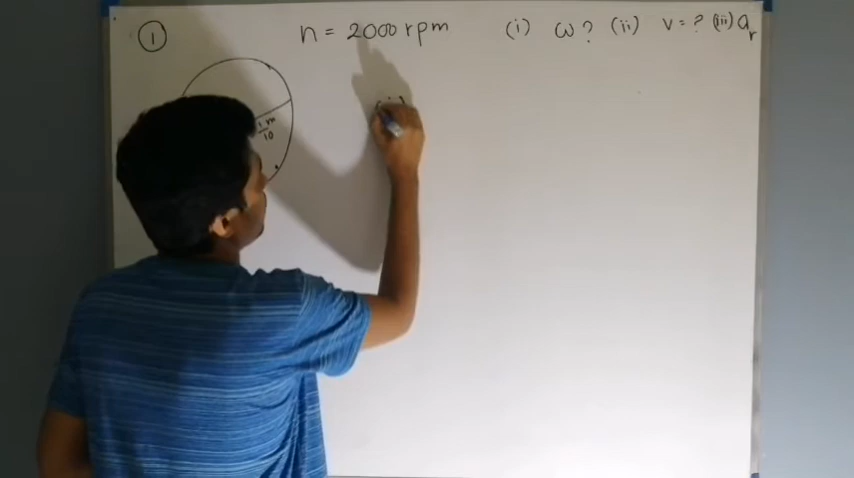 ① n = 2000 rpm (i) ω? (ii) v = ? (iii) aᵣ
(i)
1/10 m